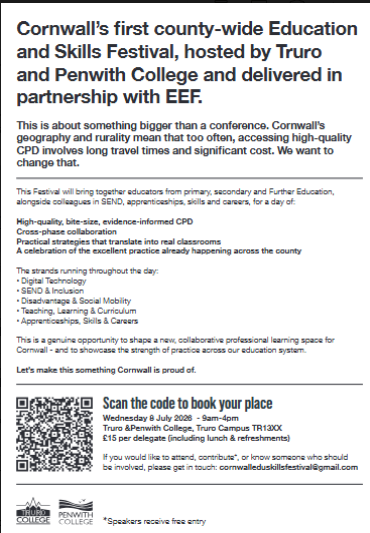 Cornwall's first county-wide Education
and Skills Festival, hosted by Truro
and Penwith College and delivered in
partnership with EEF.
This is about something bigger than a conference. Cornwall's
geography and rurality mean that too often, accessing high-quality
CPD involves long travel times and significant cost. We want to
change that.
This Festival will bring together educators from primary, secondary and Further Education,
alongside colleagues in SEND, apprenticeships, skills and careers, for a day of:
High-quality, bite-size, evidence-informed CPD
Cross-phase collaboration
Practical strategies that translate into real classrooms
A celebration of the excellent practice already happening across the county
The strands running throughout the day:
• Digital Technology
• SEND & Inclusion
• Disadvantage & Social Mobility
• Teaching, Learning & Curriculum
• Apprenticeships, Skills & Careers
This is a genuine opportunity to shape a new, collaborative professional learning space for
Cornwall - and to showcase the strength of practice across our education system.
Let's make this something Cornwall is proud of.
Scan the code to book your place
Wednesday 8 July 2026 - 9am-4pm
Truro &Penwith College, Truro Campus TR13XX
£15 per delegate (including lunch & refreshments)
If you would like to attend, contribute*, or know someone who should
be involved, please get in touch: cornwalleduskillsfestival@gmail.com
TRURO
COLLEGE
PENWITH
COLLEGE
*Speakers receive free entry